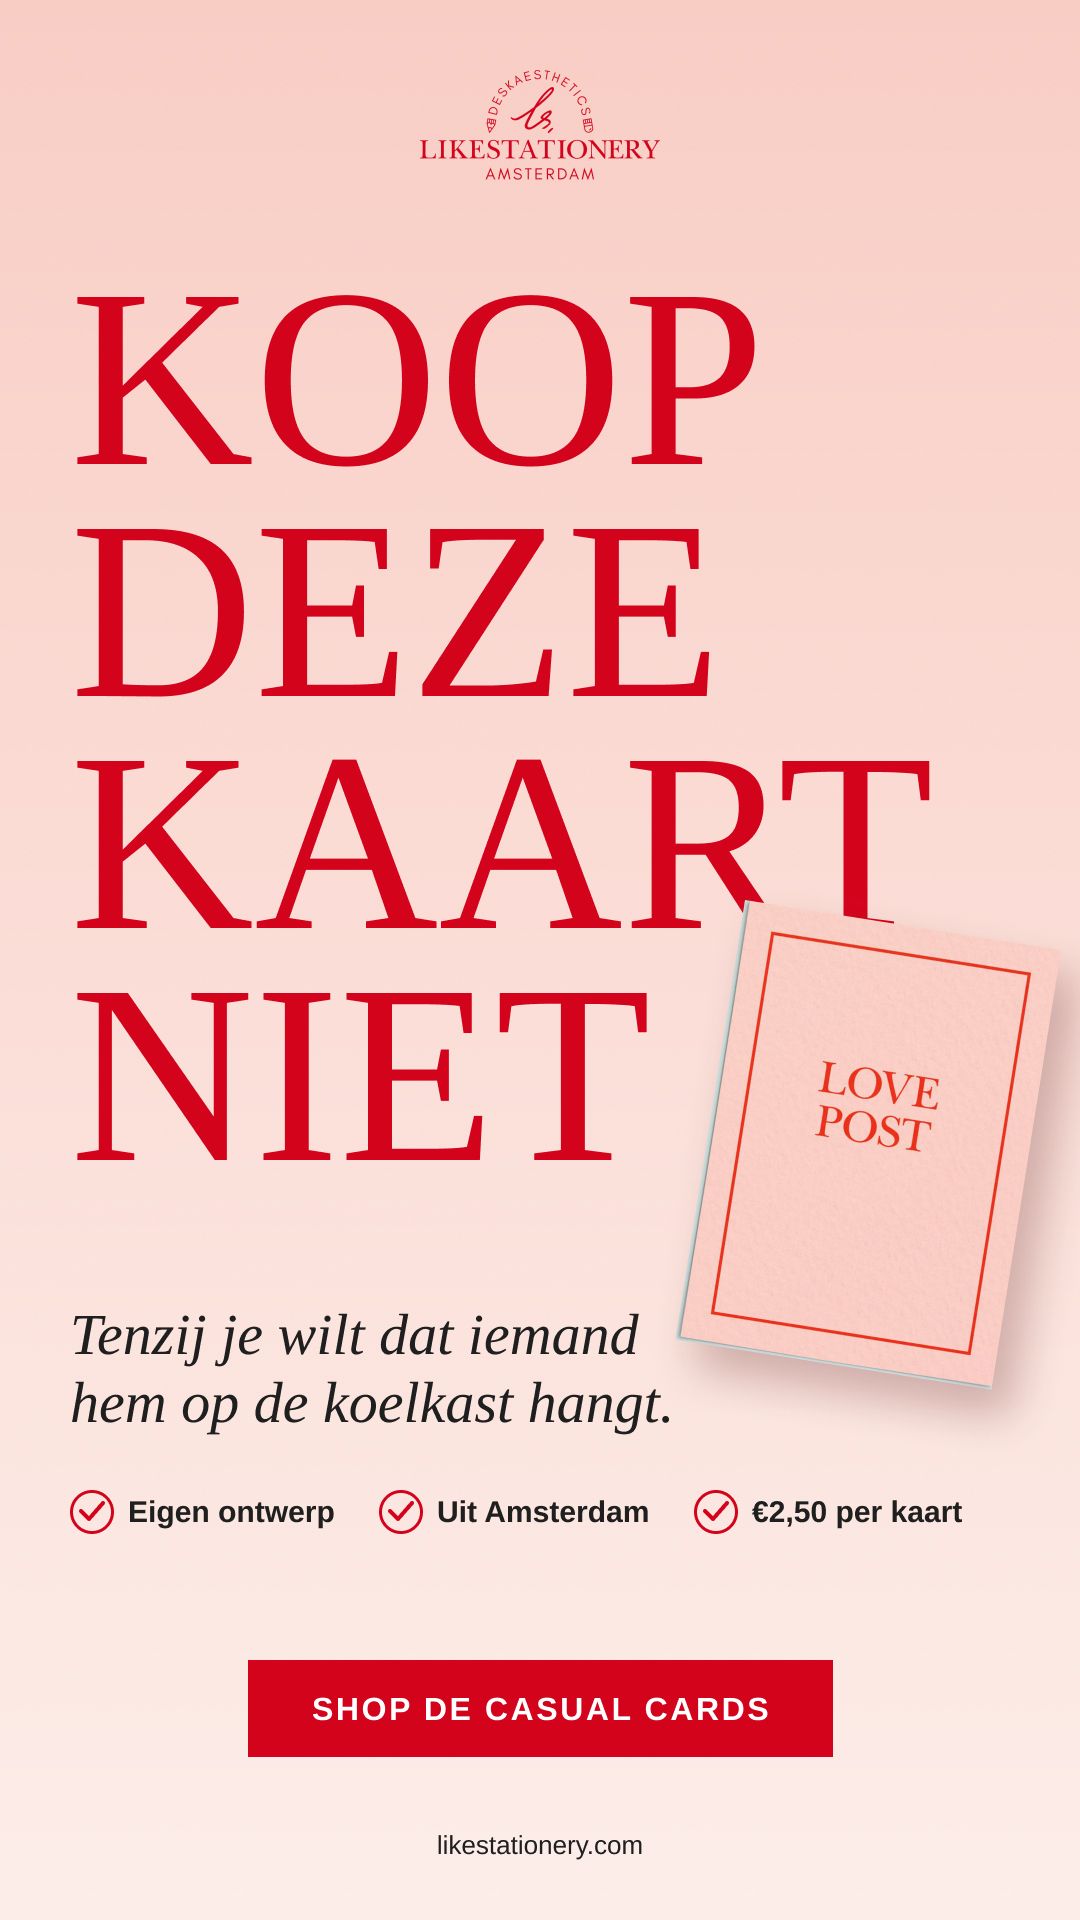 DESKAESTHETICS
ls
LIKESTATIONERY
AMSTERDAM
KOOP
DEZE
KAART
NIET
LOVE
POST
Tenzij je wilt dat iemand
hem op de koelkast hangt.
Eigen ontwerp
Uit Amsterdam
€2,50 per kaart
SHOP DE CASUAL CARDS
likestationery.com